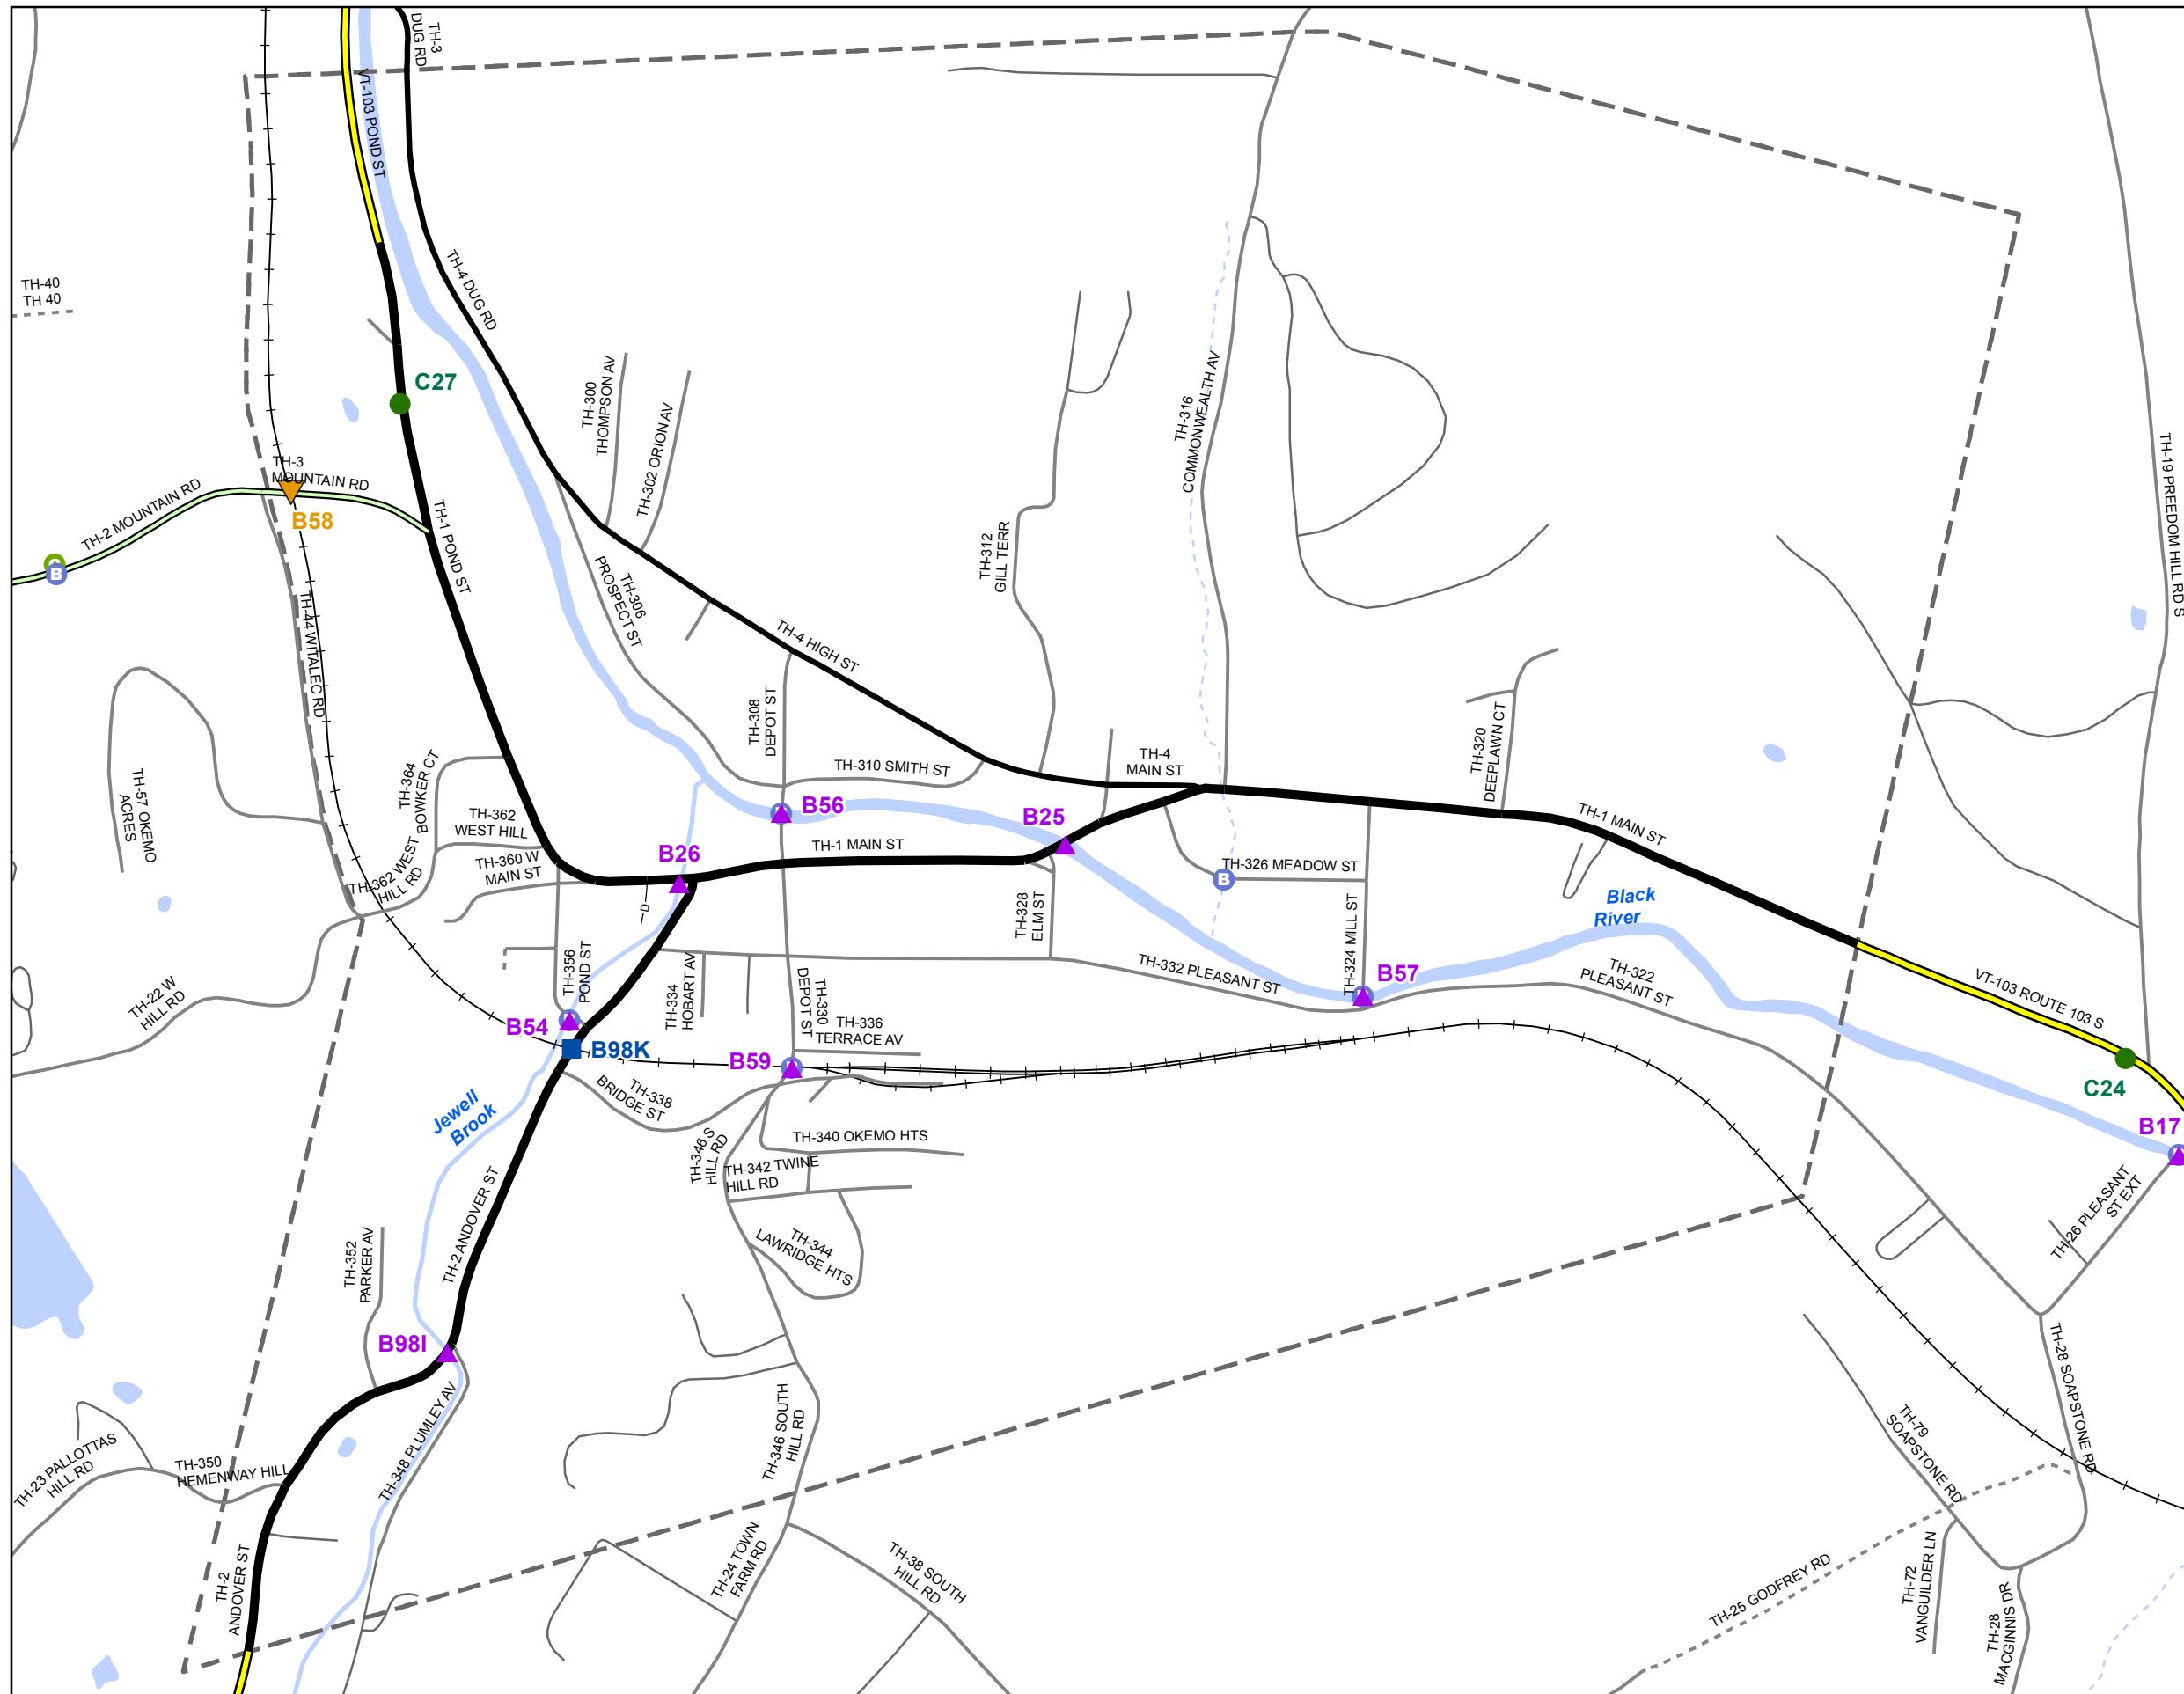 TH-3
DUG RD
VT-103 POND ST
TH-40
TH 40
TH-4 DUG RD
C27
TH-300
THOMPSON AV
TH-302 ORION AV
TH-316
COMMONWEALTH AV
TH-19 PREEDOM HILL RD S
TH-3
MOUNTAIN RD
TH-2 MOUNTAIN RD
B58
B
TH-1 POND ST
TH-44 WITALEC RD
TH-306
PROSPECT ST
TH-312
GILL TERR
TH-4 HIGH ST
TH-308
DEPOT ST
TH-310 SMITH ST
TH-4
MAIN ST
TH-320
DEEPLAWN CT
TH-57 OKEMO
ACRES
TH-364
BOWKER CT
TH-362
WEST HILL
TH-360 W
MAIN ST
TH-362 WEST
HILL RD
B56
B25
B26
TH-1 MAIN ST
TH-1 MAIN ST
TH-326 MEADOW ST
B
D
TH-328
ELM ST
Black
River
TH-324 MILL ST
B57
TH-22 W
HILL RD
TH-356
POND ST
TH-334
HOBART AV
TH-330
DEPOT ST
TH-332 PLEASANT ST
TH-322
PLEASANT ST
VT-103 ROUTE 103 S
B54
B98K
B59
TH-336
TERRACE AV
C24
B17
Jewell
Brook
TH-338
BRIDGE ST
TH-346 S
HILL RD
TH-340 OKEMO HTS
TH-342 TWINE
HILL RD
TH-344
LAWRIDGE HTS
TH-26 PLEASANT
ST EXT
TH-2 ANDOVER ST
TH-352
PARKER AV
B98I
TH-348 PLUMLEY AV
TH-346 SOUTH
HILL RD
TH-28 SOAPSTONE RD
TH-79
SOAPSTONE RD
TH-23 PALLOTTAS
HILL RD
TH-350
HEMENWAY HILL
TH-2
ANDOVER ST
TH-24 TOWN
FARM RD
TH-38 SOUTH
HILL RD
TH-25 GODFREY RD
TH-72
VANGUILDER LN
TH-28
MACGINNIS DR